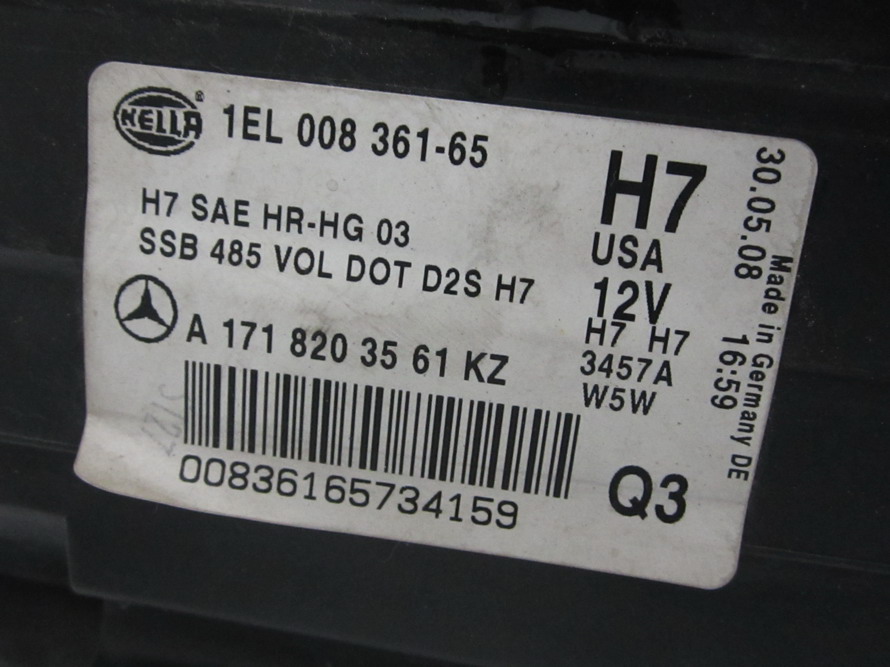 HELLA®
1EL 008 361-65
H7 SAE HR-HG 03
SSB 485 VOL DOT D2S H7
A 171 820 35 61 KZ
00836165734159
H7
USA
12V
H7 H7
3457A
W5W
Q3
30.05.08 16:59
Made in Germany DE